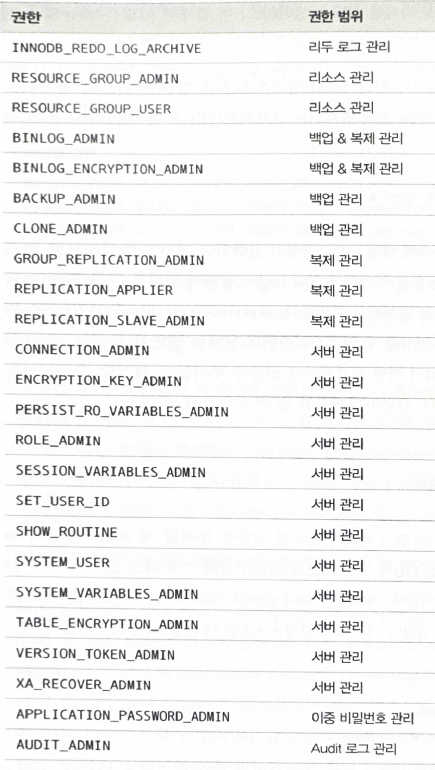 권한 권한 범위
INNODB_REDO_LOG_ARCHIVE 리두 로그 관리
RESOURCE_GROUP_ADMIN 리소스 관리
RESOURCE_GROUP_USER 리소스 관리
BINLOG_ADMIN 백업 & 복제 관리
BINLOG_ENCRYPTION_ADMIN 백업 & 복제 관리
BACKUP_ADMIN 백업 관리
CLONE_ADMIN 백업 관리
GROUP_REPLICATION_ADMIN 복제 관리
REPLICATION_APPLIER 복제 관리
REPLICATION_SLAVE_ADMIN 복제 관리
CONNECTION_ADMIN 서버 관리
ENCRYPTION_KEY_ADMIN 서버 관리
PERSIST_RO_VARIABLES_ADMIN 서버 관리
ROLE_ADMIN 서버 관리
SESSION_VARIABLES_ADMIN 서버 관리
SET_USER_ID 서버 관리
SHOW_ROUTINE 서버 관리
SYSTEM_USER 서버 관리
SYSTEM_VARIABLES_ADMIN 서버 관리
TABLE_ENCRYPTION_ADMIN 서버 관리
VERSION_TOKEN_ADMIN 서버 관리
XA_RECOVER_ADMIN 서버 관리
APPLICATION_PASSWORD_ADMIN 이중 비밀번호 관리
AUDIT_ADMIN Audit 로그 관리